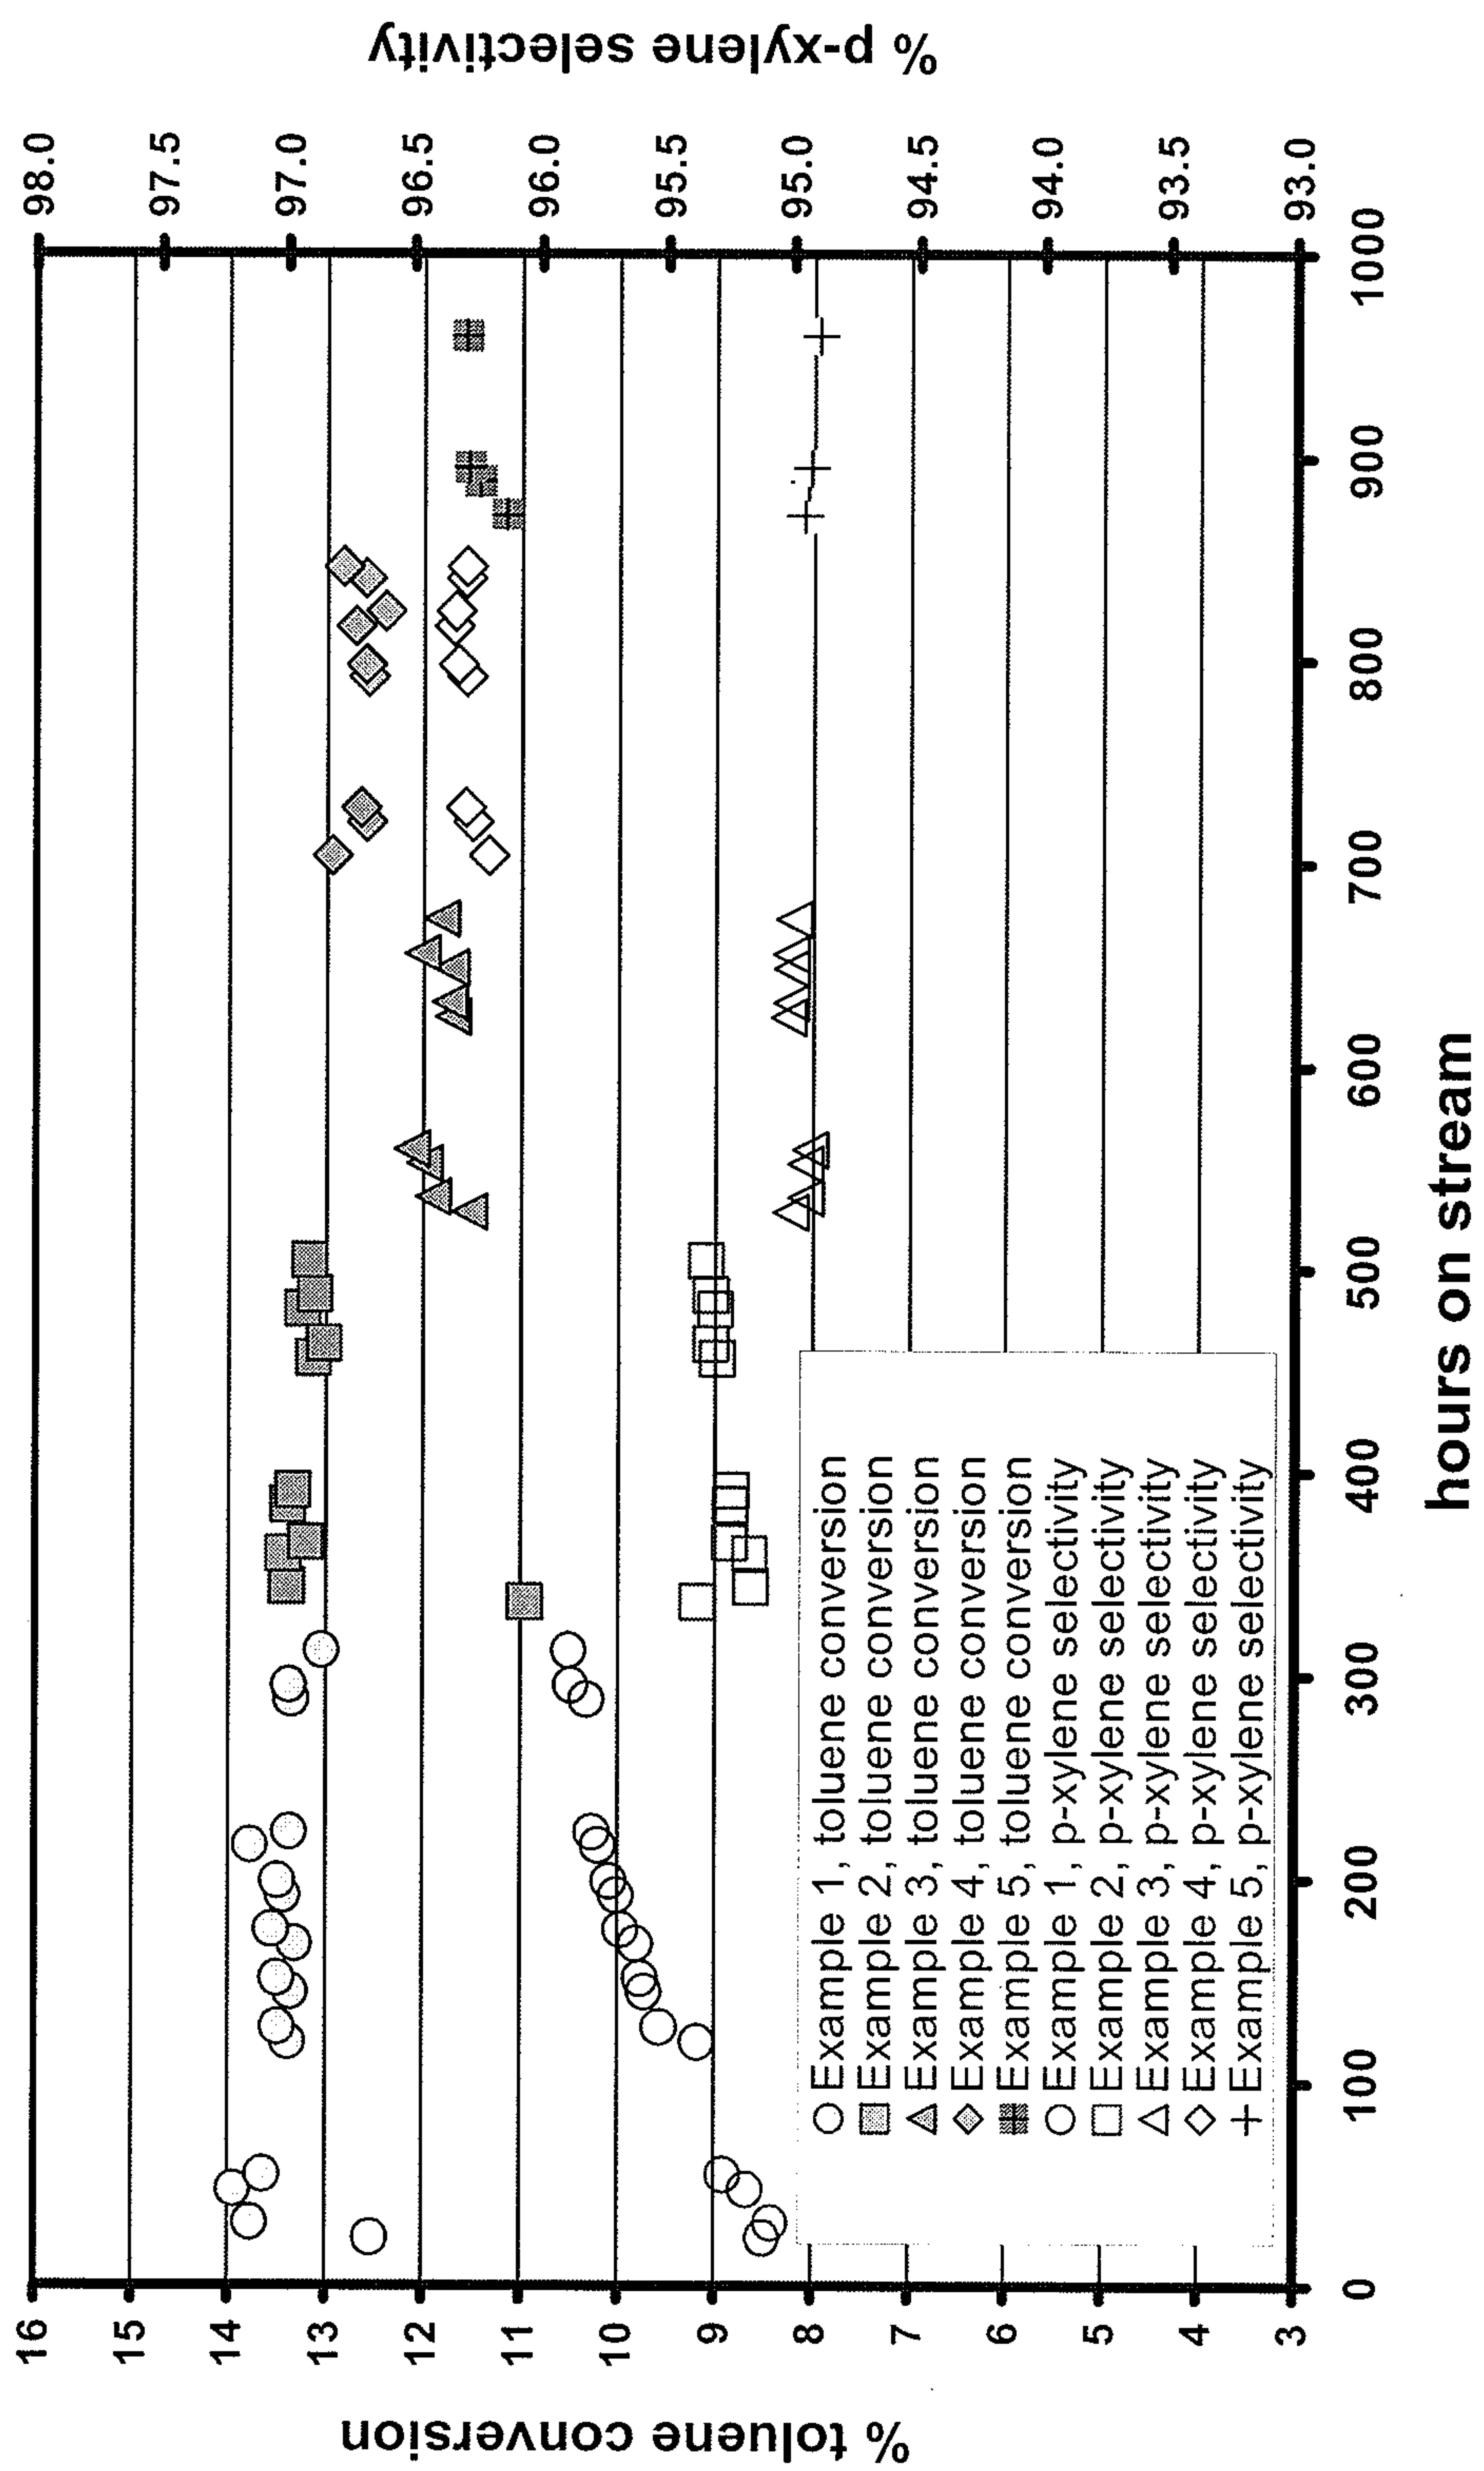 % toluene conversion
16
15
14
13
12
11
10
9
8
7
6
5
4
3
0
100
200
300
400
500
600
700
800
900
1000
hours on stream
98.0
97.5
97.0
96.5
96.0
95.5
95.0
94.5
94.0
93.5
93.0
% p-xylene selectivity
Example 1, toluene conversion
Example 2, toluene conversion
Example 3, toluene conversion
Example 4, toluene conversion
Example 5, toluene conversion
Example 1, p-xylene selectivity
Example 2, p-xylene selectivity
Example 3, p-xylene selectivity
Example 4, p-xylene selectivity
Example 5, p-xylene selectivity